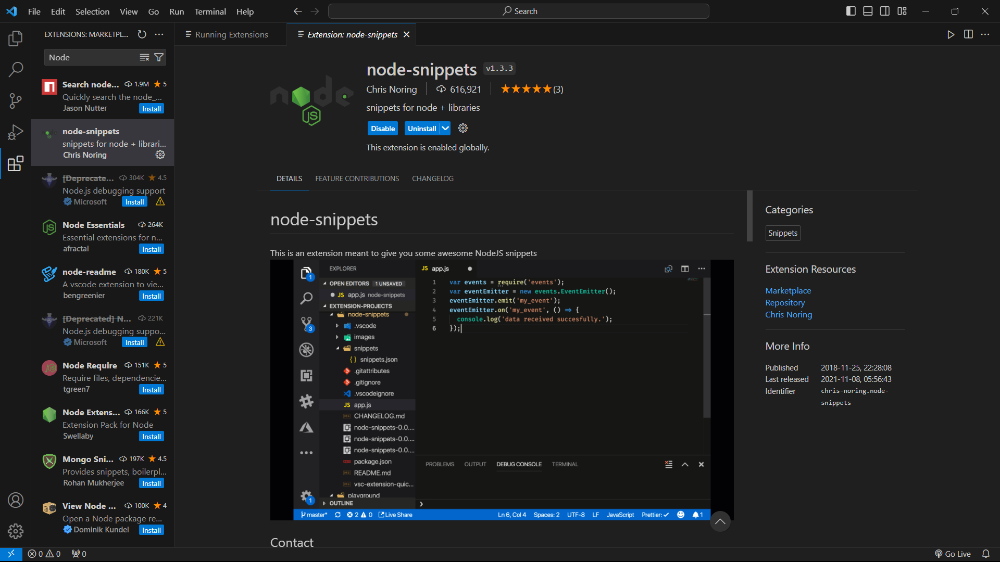 File Edit Selection View Go Run Terminal Help
Search
EXTENSIONS: MARKETPL...
Running Extensions
Extension: node-snippets
Node
Search node... 1.9M 5
Quickly search the node_...
Jason Nutter
Install
node-snippets
snippets for node + librari...
Chris Noring
[Deprecate... 304K 4.5
Node.js debugging support
Microsoft
Install
Node Essentials 264K
Essential extensions for n...
afractal
Install
node-readme 180K 5
A vscode extension to vie...
bengreenier
Install
[Deprecated] N... 221K
Node.js debugging suppo...
Microsoft
Install
Node Require 151K 5
Require files, dependencie...
tgreen7
Install
Node Extens... 166K 5
Extension Pack for Node
Swellaby
Install
Mongo Sni... 197K 4.5
Provides snippets, boilerpl...
Rohan Mukherjee
Install
View Node ... 100K 4
Open a Node package re...
Dominik Kundel
Install
node
JS
node-snippets v1.3.3
Chris Noring 616,921 (3)
snippets for node + libraries
Disable
Uninstall
This extension is enabled globally.
DETAILS FEATURE CONTRIBUTIONS CHANGELOG
node-snippets
This is an extension meant to give you some awesome NodeJS snippets
1
3
1
EXPLORER
OPEN EDITORS 1 UNSAVED
JS app.js node-snippets
EXTENSION-PROJECTS
node-snippets
.vscode
images
snippets
{} snippets.json
.gitattributes
.gitignore
.vscodeignore
JS app.js
CHANGELOG.md
node-snippets-0.0....
node-snippets-0.0....
node-snippets-0.0....
package.json
README.md
vsc-extension-quic...
playground
OUTLINE
JS app.js
1 var events = require('events');
2 var eventEmitter = new events.EventEmitter();
3 eventEmitter.emit('my_event');
4 eventEmitter.on('my_event', () => {
5 console.log('data received succesfully.');
6 });
PROBLEMS OUTPUT DEBUG CONSOLE TERMINAL
master* 2 0 Live Share
Ln 6, Col 4 Spaces: 2 UTF-8 LF JavaScript Prettier: ✓ 1
Contact
Categories
Snippets
Extension Resources
Marketplace
Repository
Chris Noring
More Info
Published 2018-11-25, 22:28:08
Last released 2021-11-08, 05:56:43
Identifier chris-noring.node-
snippets
0 0 0
Go Live